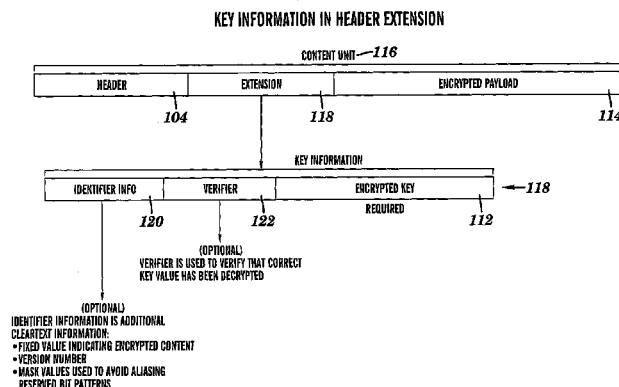 KEY INFORMATION IN HEADER EXTENSION
CONTENT UNIT 116
HEADER EXTENSION ENCRYPTED PAYLOAD
104 118 114
KEY INFORMATION
IDENTIFIER INFO VERIFIER ENCRYPTED KEY 118
120 122 REQUIRED 112
(OPTIONAL)
VERIFIER IS USED TO VERIFY THAT CORRECT
KEY VALUE HAS BEEN DECRYPTED
(OPTIONAL)
IDENTIFIER INFORMATION IS ADDITIONAL
CLEARTEXT INFORMATION:
•FIXED VALUE INDICATING ENCRYPTED CONTENT
•VERSION NUMBER
•MASK VALUES USED TO AVOID ALIASING
RESERVED BIT PATTERNS